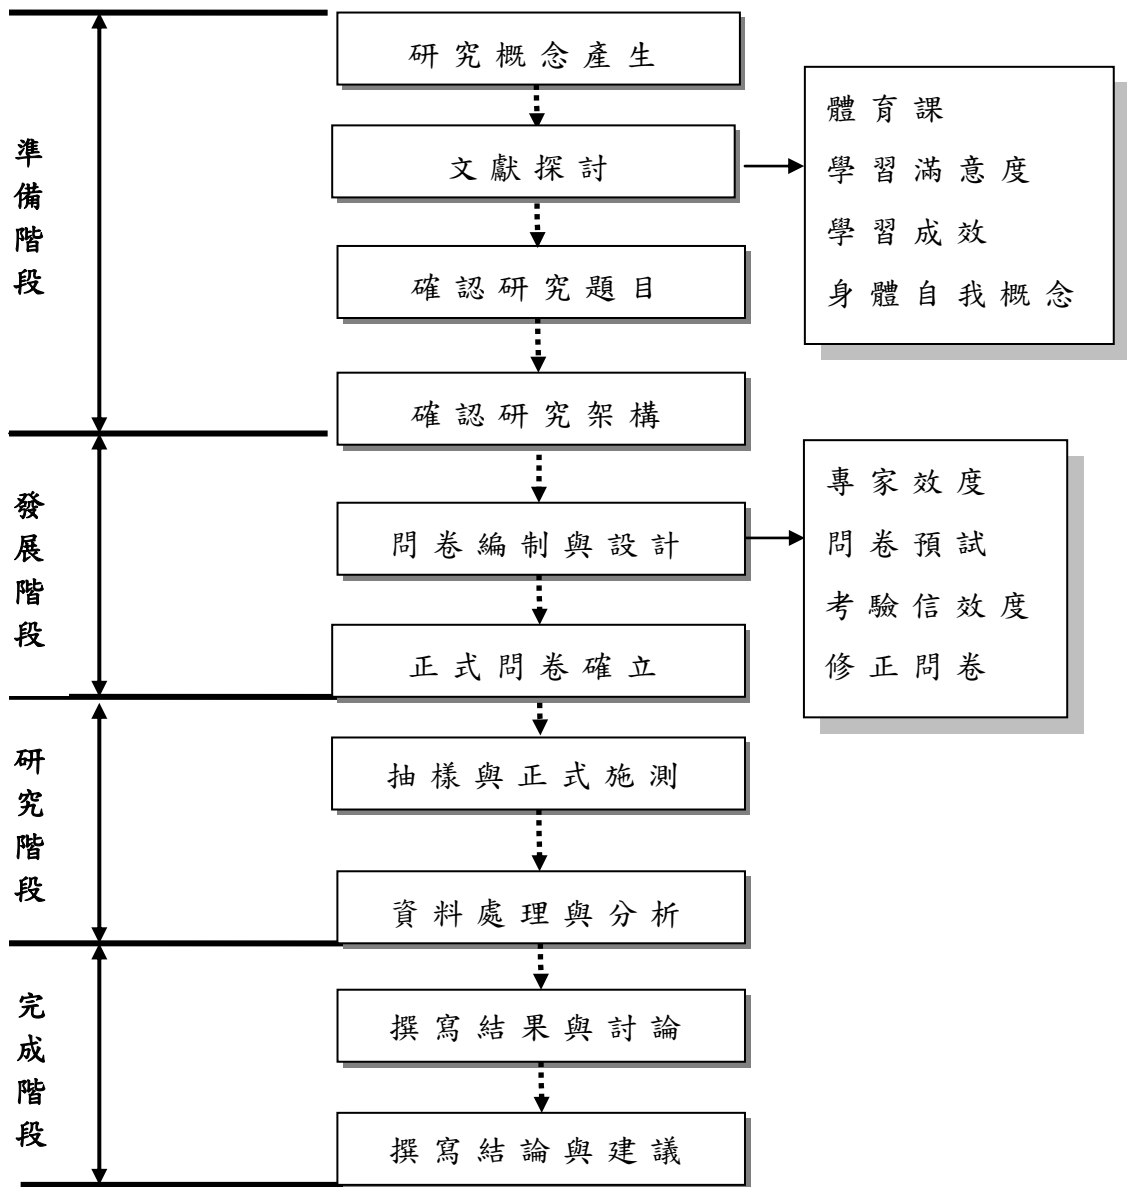 準備階段
研究概念產生
文獻探討
體育課
學習滿意度
學習成效
身體自我概念
確認研究題目
確認研究架構
發展階段
問卷編制與設計
專家效度
問卷預試
考驗信效度
修正問卷
正式問卷確立
研究階段
抽樣與正式施測
資料處理與分析
完成階段
撰寫結果與討論
撰寫結論與建議